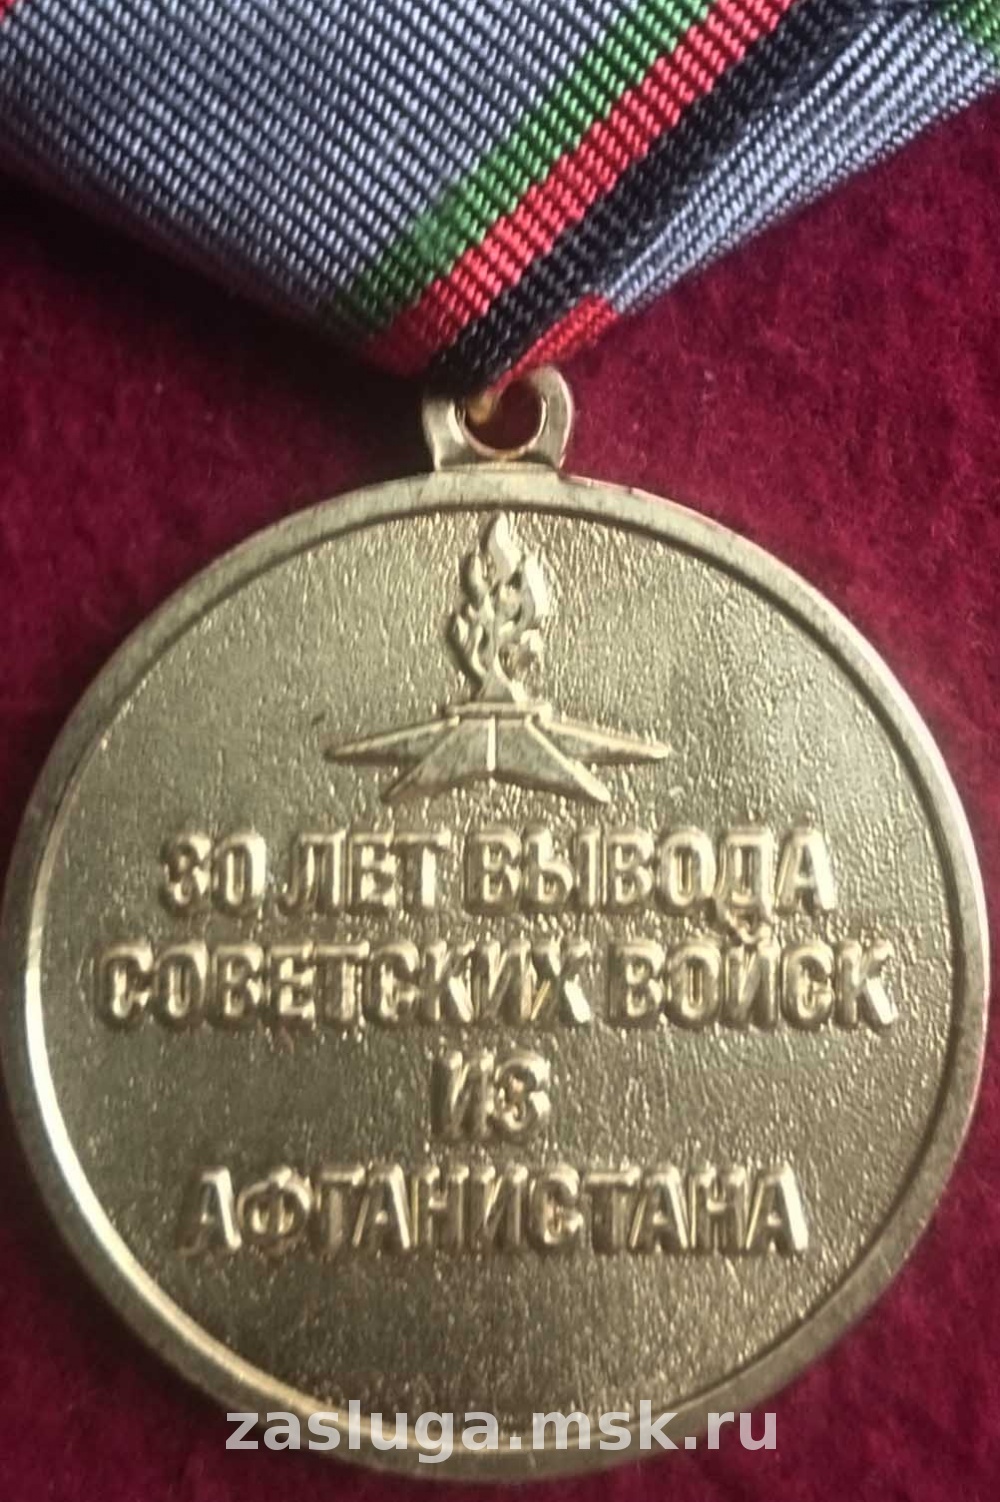 30 ЛЕТ ВЫВОДА
СОВЕТСКИХ ВОЙСК
ИЗ
АФГАНИСТАНА
zasluga.msk.ru